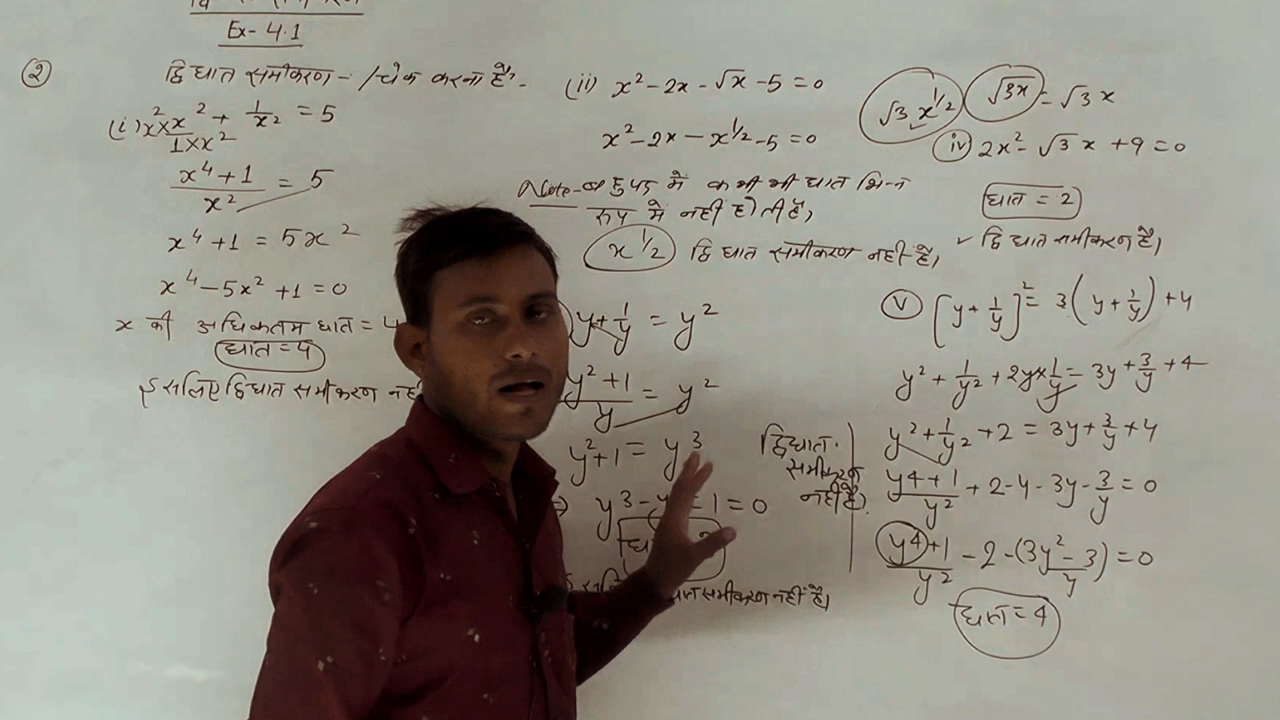 Ex- 4.1
② द्विघात समीकरण - / चेक करना है,-
(i) x² × x² + 1/x² = 5
1 × x²
x⁴+1/x² = 5
x⁴+1 = 5x²
x⁴-5x²+1=0
x की अधिकतम घात = 4
घात=4
इसलिए द्विघात समीकरण नही
(ii) x²-2x-√x-5=0
x²-2x-x^1/2-5=0
Note- बहुपद में कभी भी घात भिन्न
रुप में नहीं होती है,
x^1/2 द्विघात समीकरण नहीं है,
y+1/y = y²
y²+1/y = y²
y²+1 = y³
y³-y²-1=0
द्विघात समीकरण नहीं है।
द्विघात समीकरण नहीं है।
√3 x^1/2 √3x = √3 x
(iv) 2x²-√3 x+9=0
घात = 2
✓ द्विघात समीकरण है,
(v) [y+1/y]² = 3(y+1/y)+4
y²+1/y²+2y×1/y = 3y+3/y+4
y²+1/y²+2 = 3y+3/y+4
y4+1/y²+2-4-3y-3/y=0
y4+1/y²-2-(3y²-3/y)=0
घात=4